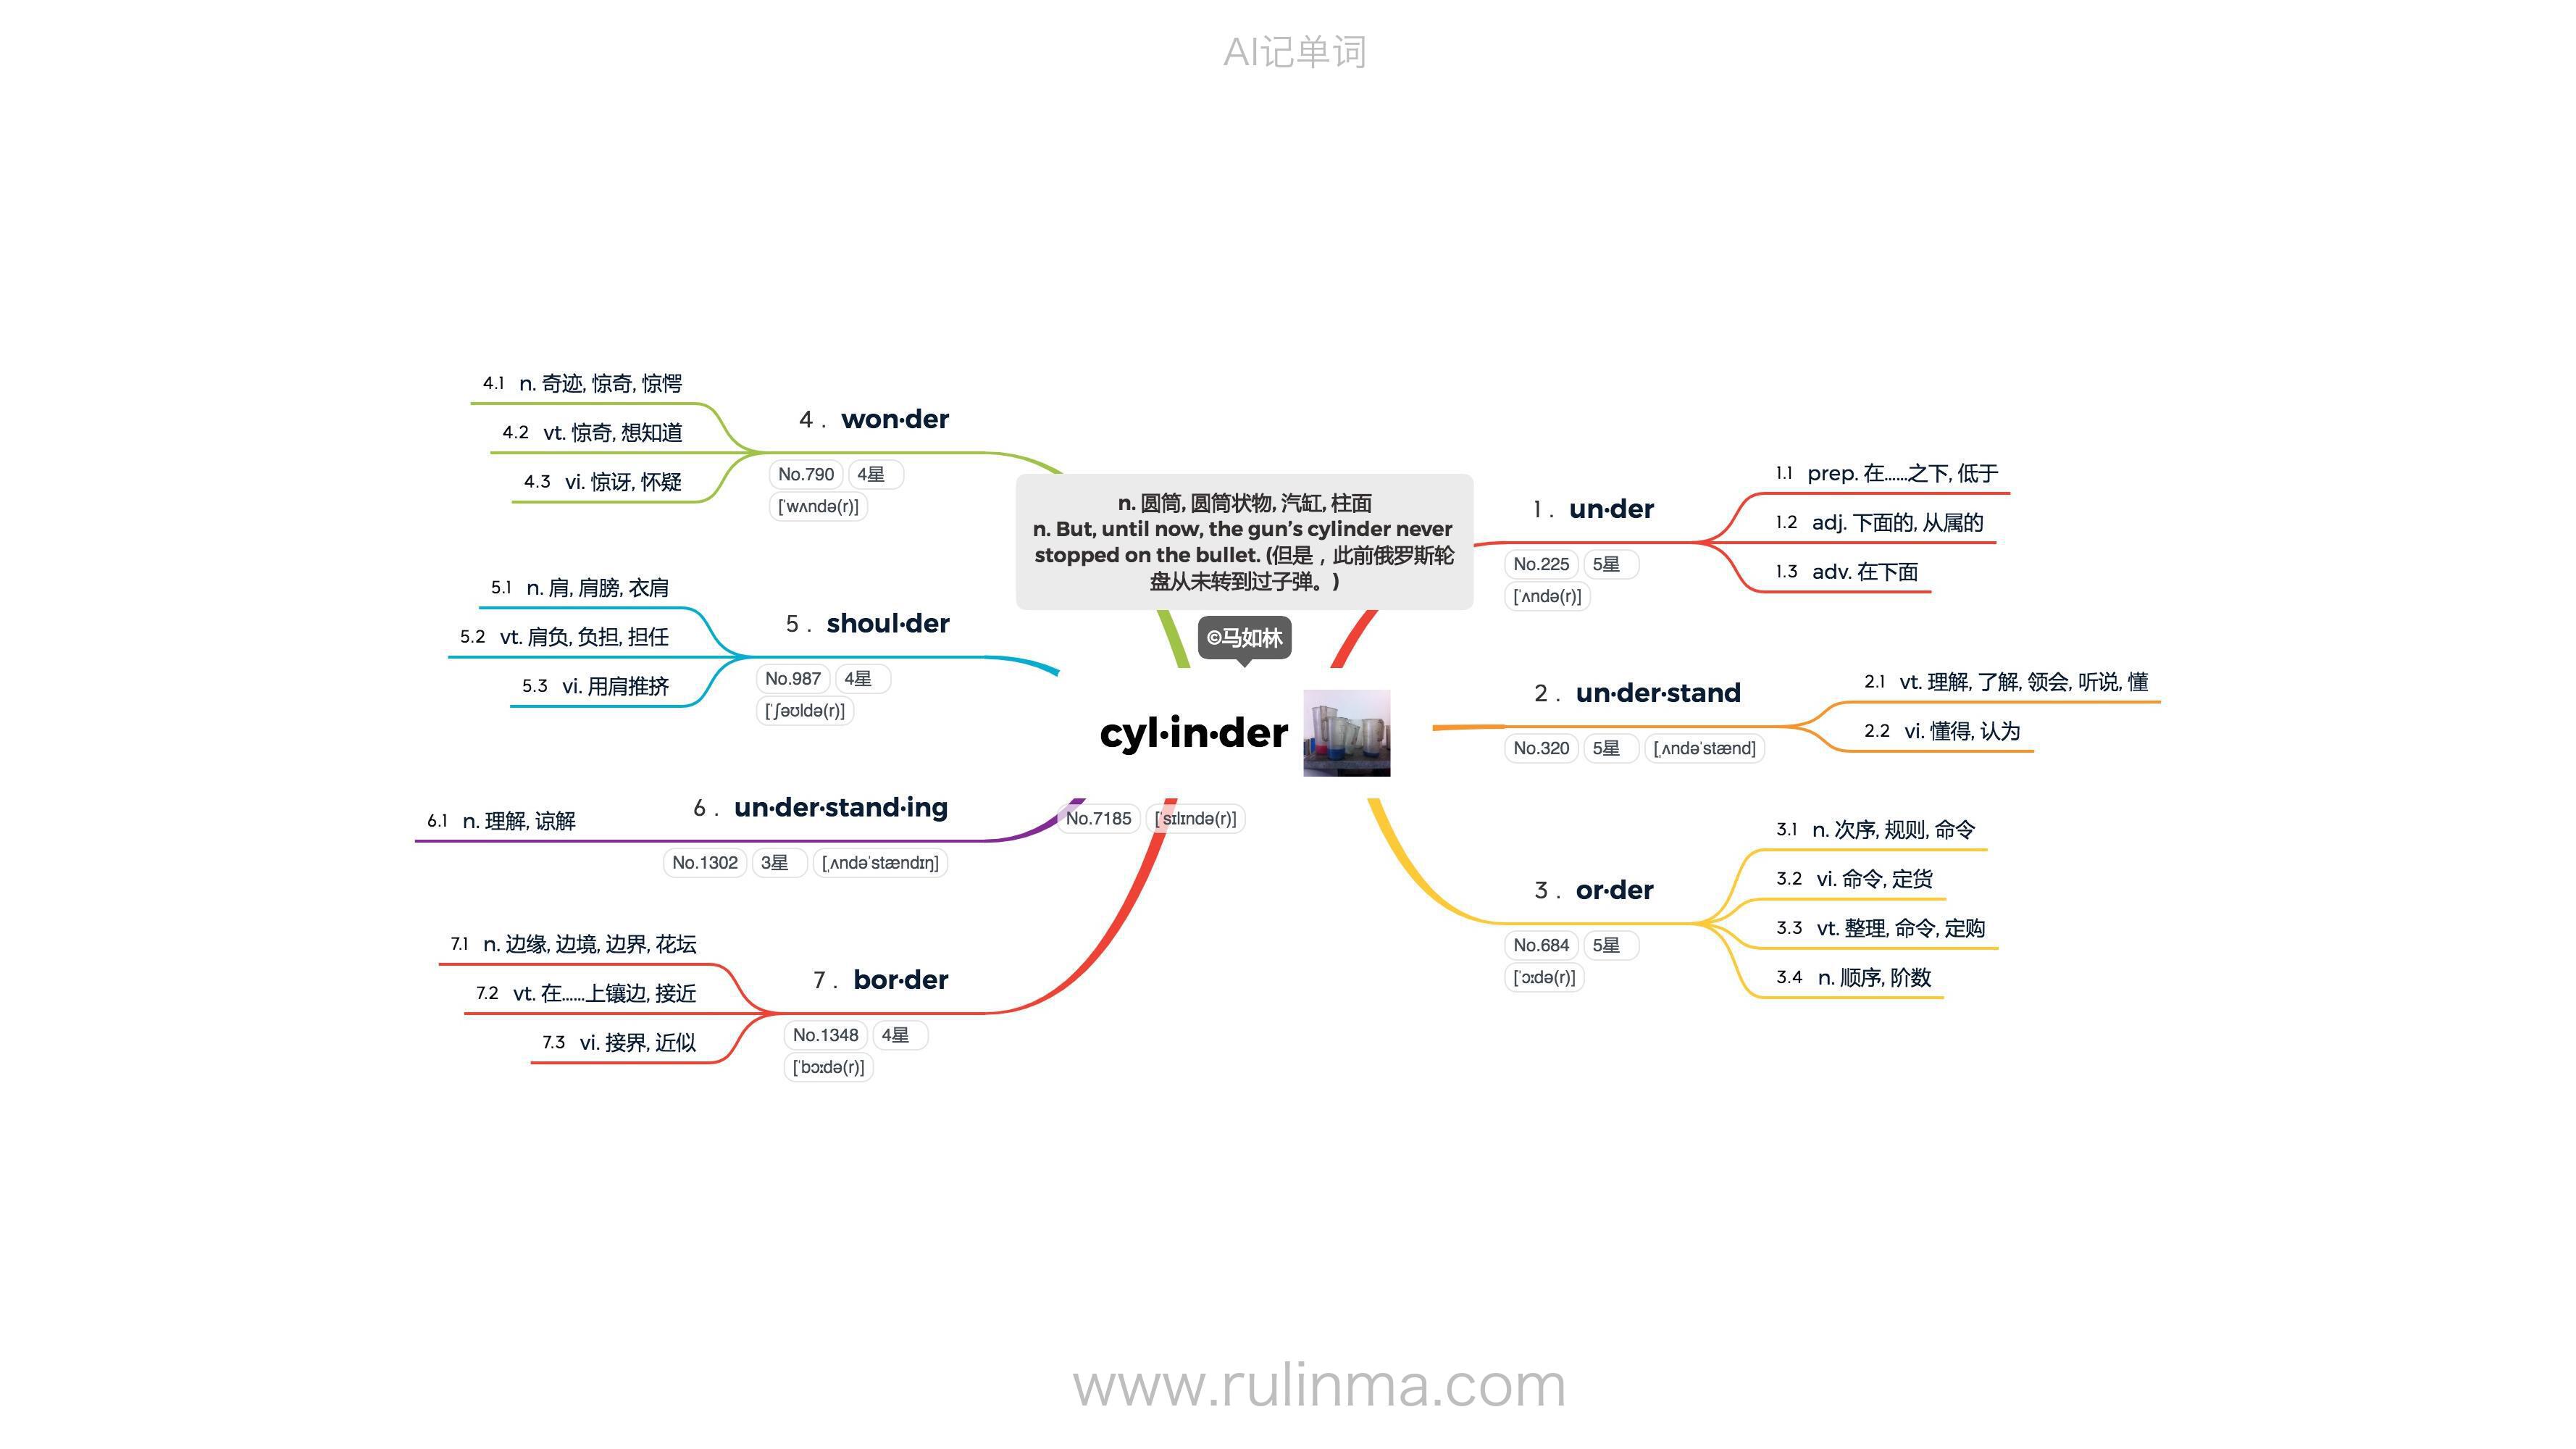 AI记单词
n. 圆筒, 圆筒状物, 汽缸, 柱面
n. But, until now, the gun’s cylinder never
stopped on the bullet. (但是，此前俄罗斯轮
盘从未转到过子弹。)
©马如林
cyl·in·der
No.7185 ['sɪlɪndə(r)]
1. un·der
No.225 5星
['ʌndə(r)]
1.1 prep. 在……之下, 低于
1.2 adj. 下面的, 从属的
1.3 adv. 在下面
2. un·der·stand
No.320 5星 [ˌʌndə'stænd]
2.1 vt. 理解, 了解, 领会, 听说, 懂
2.2 vi. 懂得, 认为
3. or·der
No.684 5星
['ɔːdə(r)]
3.1 n. 次序, 规则, 命令
3.2 vi. 命令, 定货
3.3 vt. 整理, 命令, 定购
3.4 n. 顺序, 阶数
4. won·der
No.790 4星
['wʌndə(r)]
4.1 n. 奇迹, 惊奇, 惊愕
4.2 vt. 惊奇, 想知道
4.3 vi. 惊讶, 怀疑
5. shoul·der
No.987 4星
['ʃəʊldə(r)]
5.1 n. 肩, 肩膀, 衣肩
5.2 vt. 肩负, 负担, 担任
5.3 vi. 用肩推挤
6. un·der·stand·ing
No.1302 3星 [ˌʌndə'stændɪŋ]
6.1 n. 理解, 谅解
7. bor·der
No.1348 4星
['bɔːdə(r)]
7.1 n. 边缘, 边境, 边界, 花坛
7.2 vt. 在……上镶边, 接近
7.3 vi. 接界, 近似
www.rulinma.com